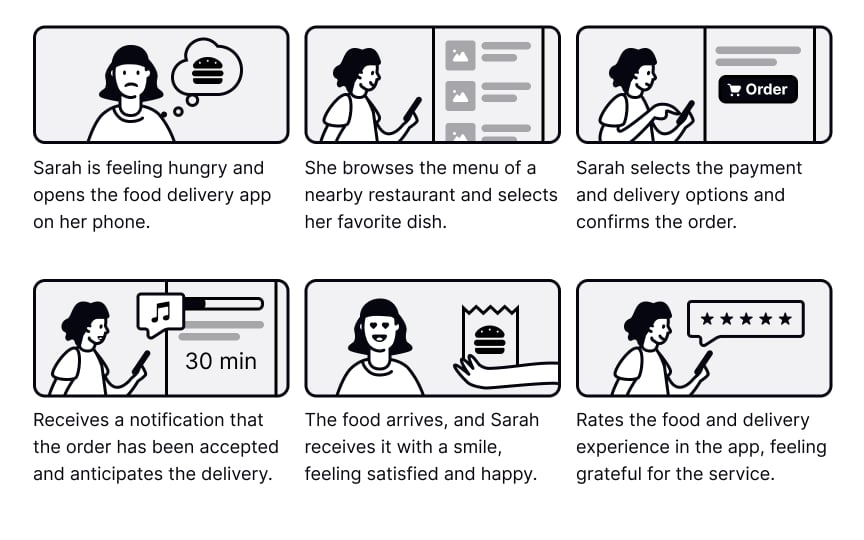 Sarah is feeling hungry and
opens the food delivery app
on her phone.
She browses the menu of a
nearby restaurant and selects
her favorite dish.
Order
Sarah selects the payment
and delivery options and
confirms the order.
30 min
Receives a notification that
the order has been accepted
and anticipates the delivery.
The food arrives, and Sarah
receives it with a smile,
feeling satisfied and happy.
Rates the food and delivery
experience in the app, feeling
grateful for the service.